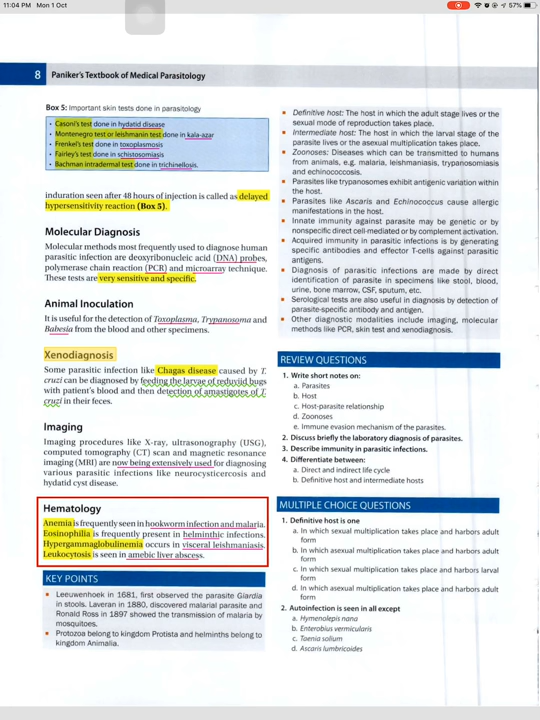 11:04 PM Mon 1 Oct
57%
8 Paniker's Textbook of Medical Parasitology
Box 5: Important skin tests done in parasitology
• Casoni's test done in hydatid disease
• Montenegro test or leishmanin test done in kala-azar
• Frenkel's test done in toxoplasmosis
• Fairley's test done in schistosomiasis
• Bachman intradermal test done in trichinellosis.
induration seen after 48 hours of injection is called as delayed
hypersensitivity reaction (Box 5).
Molecular Diagnosis
Molecular methods most frequently used to diagnose human
parasitic infection are deoxyribonucleic acid (DNA) probes,
polymerase chain reaction (PCR) and microarray technique.
These tests are very sensitive and specific.
Animal Inoculation
It is useful for the detection of Toxoplasma, Trypanosoma and
Babesia from the blood and other specimens.
Xenodiagnosis
Some parasitic infection like Chagas disease caused by T.
cruzi can be diagnosed by feeding the larvae of reduviid bugs
with patient's blood and then detection of amastigotes of T.
cruzi in their feces.
Imaging
Imaging procedures like X-ray, ultrasonography (USG),
computed tomography (CT) scan and magnetic resonance
imaging (MRI) are now being extensively used for diagnosing
various parasitic infections like neurocysticercosis and
hydatid cyst disease.
Hematology
Anemia is frequently seen in hookworm infection and malaria.
Eosinophilia is frequently present in helminthic infections.
Hypergammaglobulinemia occurs in visceral leishmaniasis.
Leukocytosis is seen in amebic liver abscess.
KEY POINTS
Leeuwenhoek in 1681, first observed the parasite Giardia
in stools. Laveran in 1880, discovered malarial parasite and
Ronald Ross in 1897 showed the transmission of malaria by
mosquitoes.
Protozoa belong to kingdom Protista and helminths belong to
kingdom Animalia.
Definitive host: The host in which the adult stage lives or the
sexual mode of reproduction takes place.
Intermediate host: The host in which the larval stage of the
parasite lives or the asexual multiplication takes place.
Zoonoses: Diseases which can be transmitted to humans
from animals, e.g. malaria, leishmaniasis, trypanosomiasis
and echinococcosis.
Parasites like trypanosomes exhibit antigenic variation within
the host.
Parasites like Ascaris and Echinococcus cause allergic
manifestations in the host.
Innate immunity against parasite may be genetic or by
nonspecific direct cell-mediated or by complement activation.
Acquired immunity in parasitic infections is by generating
specific antibodies and effector T-cells against parasitic
antigens.
Diagnosis of parasitic infections are made by direct
identification of parasite in specimens like stool, blood,
urine, bone marrow, CSF, sputum, etc.
Serological tests are also useful in diagnosis by detection of
parasite-specific antibody and antigen.
Other diagnostic modalities include imaging, molecular
methods like PCR, skin test and xenodiagnosis.
REVIEW QUESTIONS
1. Write short notes on:
a. Parasites
b. Host
c. Host-parasite relationship
d. Zoonoses
e. Immune evasion mechanism of the parasites.
2. Discuss briefly the laboratory diagnosis of parasites.
3. Describe immunity in parasitic infections.
4. Differentiate between:
a. Direct and indirect life cycle
b. Definitive host and intermediate hosts
MULTIPLE CHOICE QUESTIONS
1. Definitive host is one
a. In which sexual multiplication takes place and harbors adult
form
b. In which asexual multiplication takes place and harbors adult
form
c. In which sexual multiplication takes place and harbors larval
form
d. In which asexual multiplication takes place and harbors adult
form
2. Autoinfection is seen in all except
a. Hymenolepis nana
b. Enterobius vermicularis
c. Taenia solium
d. Ascaris lumbricoides